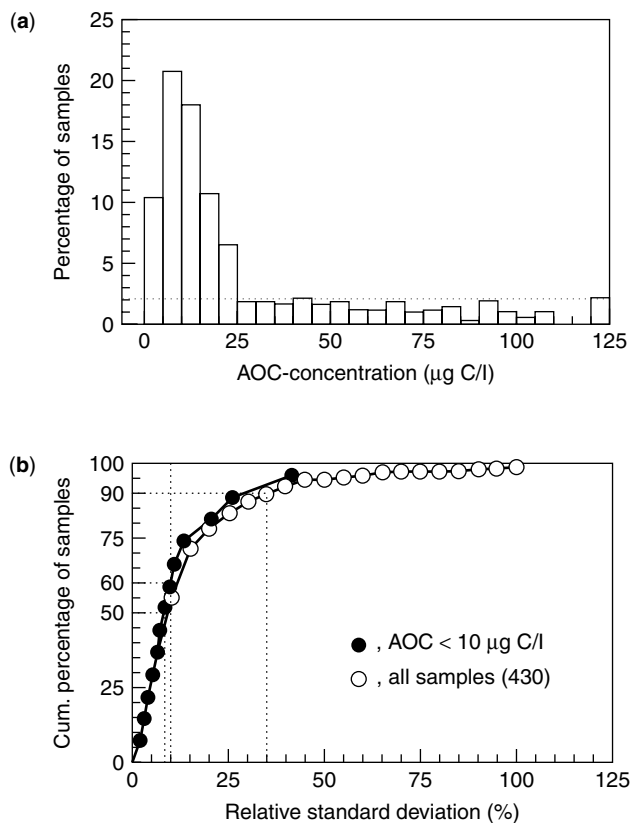 (a)
25
20
15
10
5
0
Percentage of samples
0 25 50 75 100 125
AOC-concentration (μg C/l)
(b)
100
90
75
60
50
25
0
Cum. percentage of samples
, AOC < 10 μg C/l
, all samples (430)
0 25 50 75 100 125
Relative standard deviation (%)